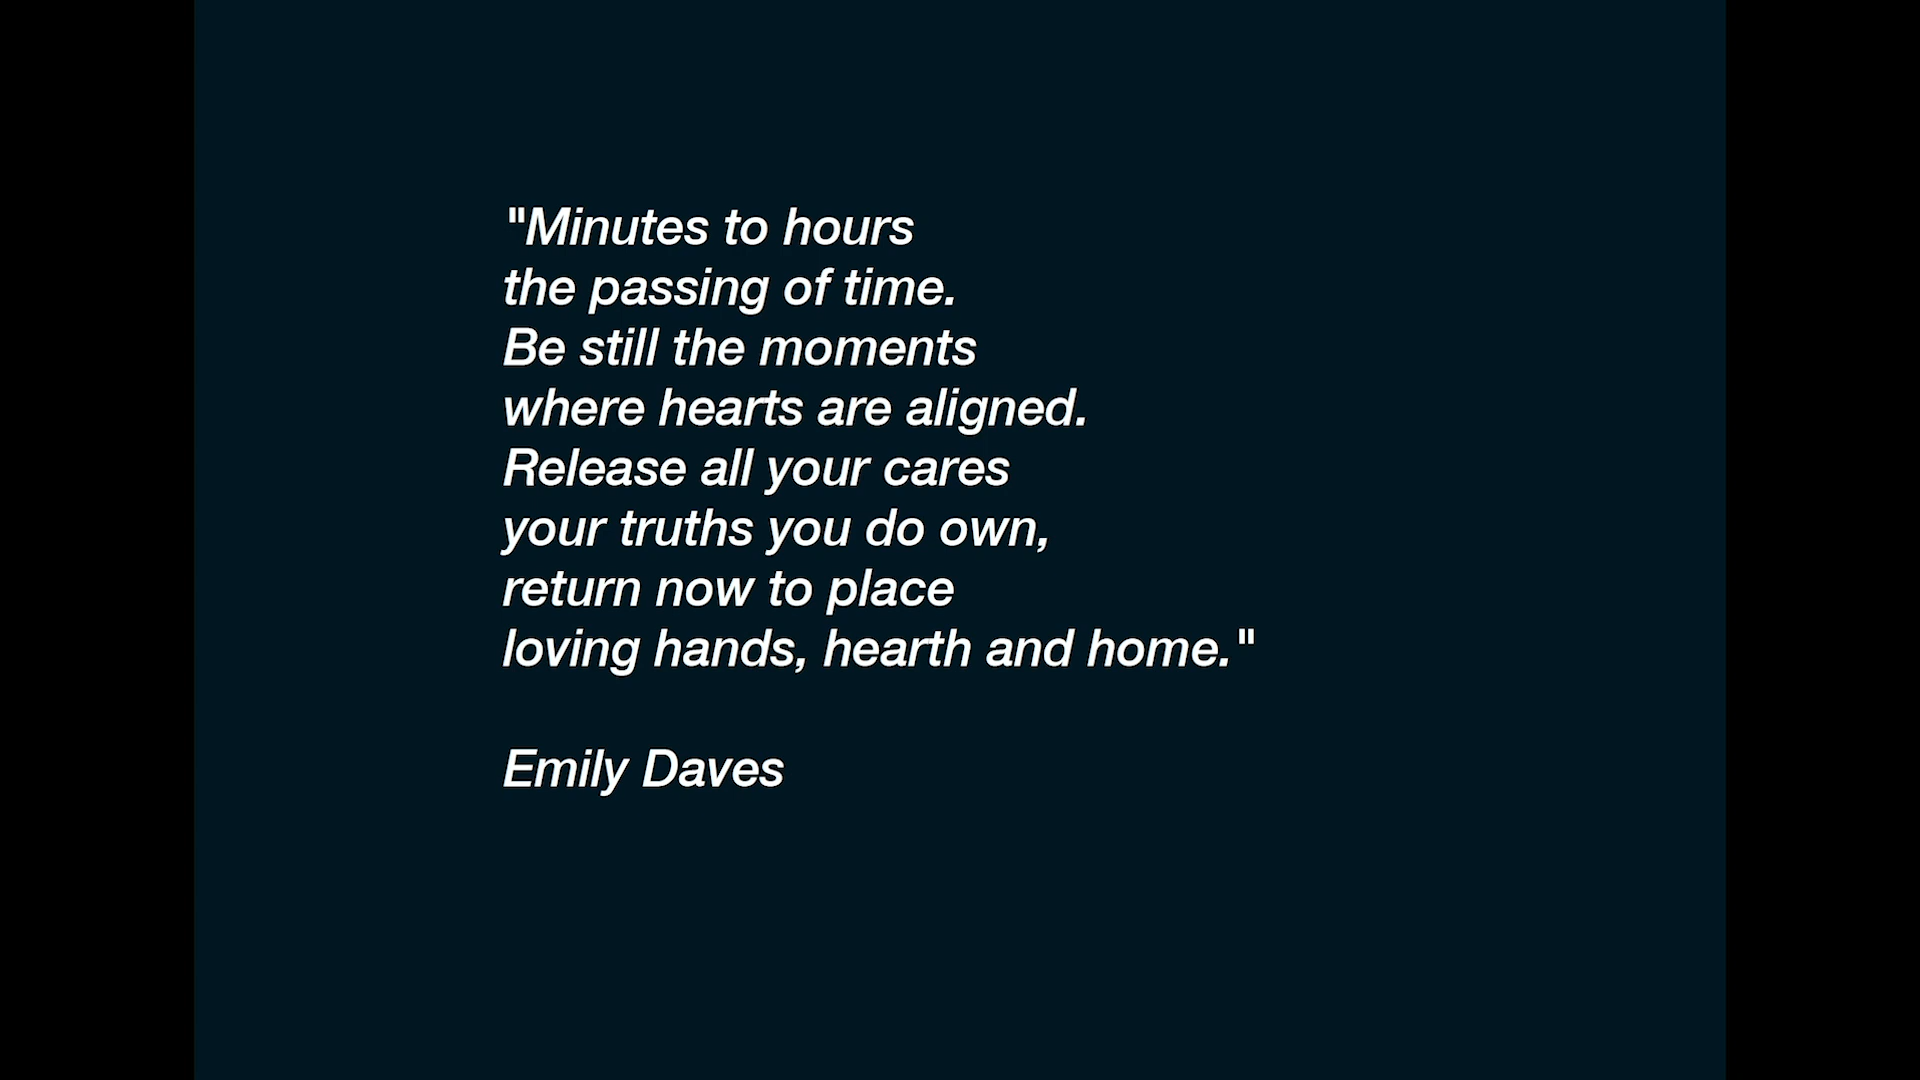 "Minutes to hours
the passing of time.
Be still the moments
where hearts are aligned.
Release all your cares
your truths you do own,
return now to place
loving hands, hearth and home."
Emily Daves